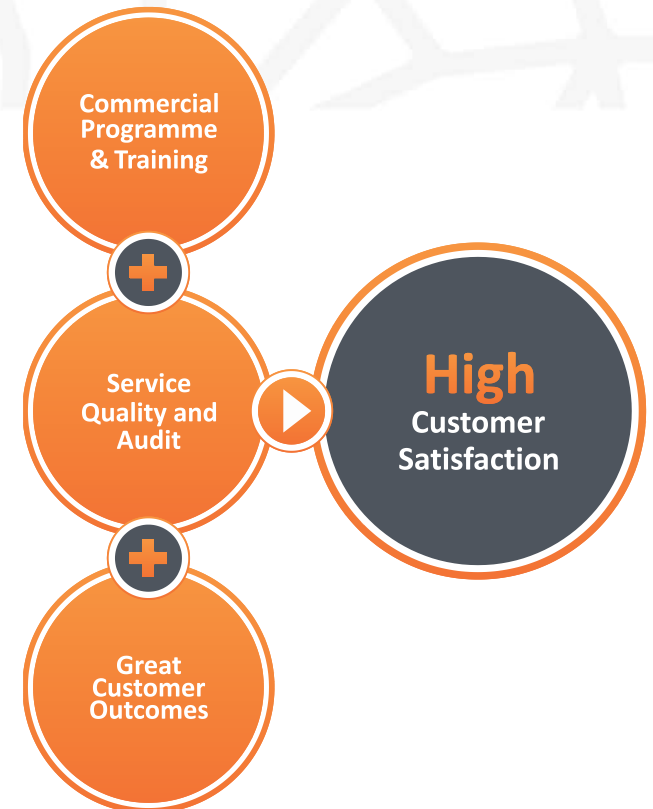 Commercial
Programme
& Training
Service
Quality and
Audit
Great
Customer
Outcomes
High
Customer
Satisfaction